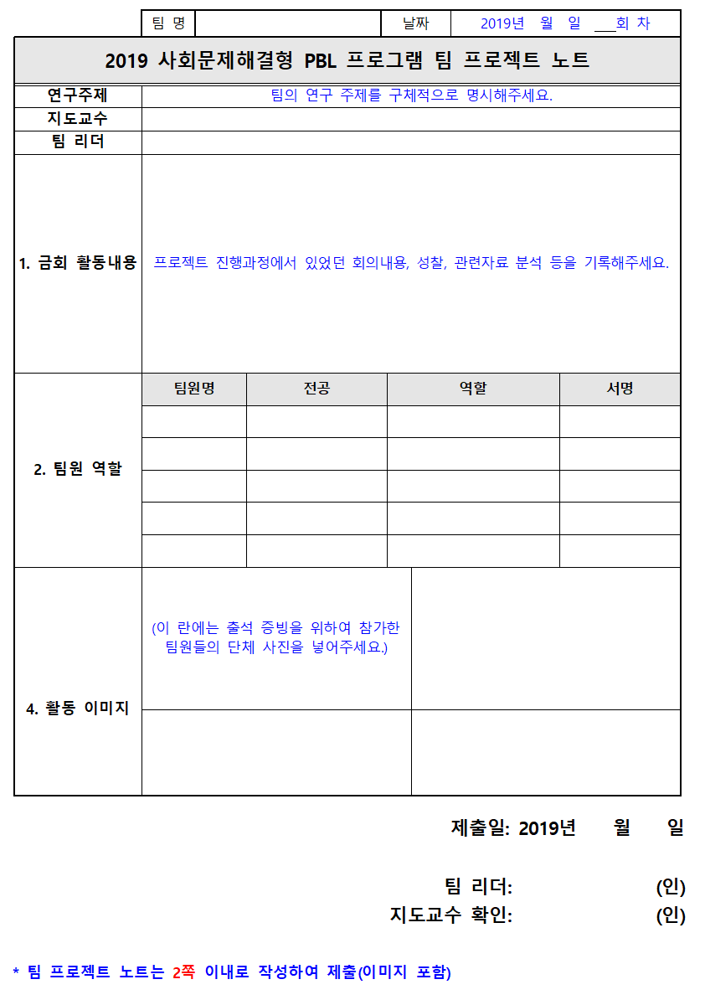 팀 명 날짜 2019년 월 일 ___회 차
2019 사회문제해결형 PBL 프로그램 팀 프로젝트 노트
연구주제 팀의 연구 주제를 구체적으로 명시해주세요.
지도교수
팀 리더
1. 금회 활동내용 프로젝트 진행과정에서 있었던 회의내용, 성찰, 관련자료 분석 등을 기록해주세요.
팀원명 전공 역할 서명
2. 팀원 역할
(이 란에는 출석 증빙을 위하여 참가한
팀원들의 단체 사진을 넣어주세요.)
4. 활동 이미지
제출일: 2019년 월 일
팀 리더: (인)
지도교수 확인: (인)
* 팀 프로젝트 노트는 2쪽 이내로 작성하여 제출(이미지 포함)